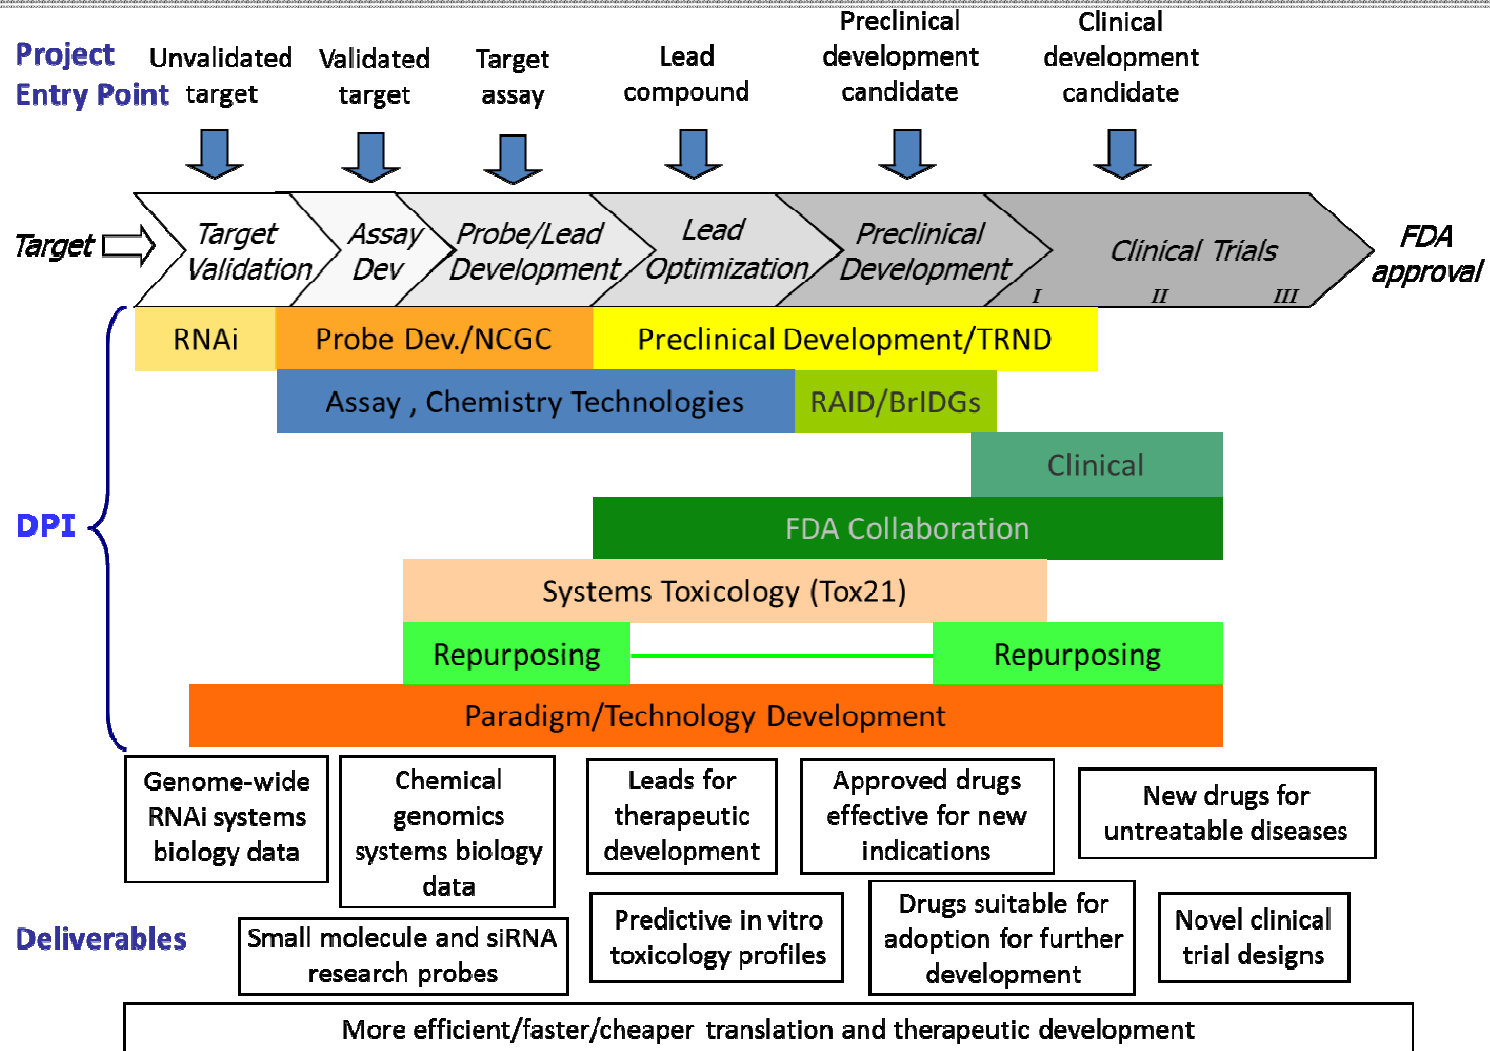 Project
Entry Point
Unvalidated
target
Validated
target
Target
assay
Lead
compound
Preclinical
development
candidate
Clinical
development
candidate
Target
Target
Validation
Assay
Dev
Probe/Lead
Development
Lead
Optimization
Preclinical
Development
Clinical Trials
I
II
III
FDA
approval
DPI
RNAi
Probe Dev./NCGC
Preclinical Development/TRND
Assay , Chemistry Technologies
RAID/BrIDGs
Clinical
FDA Collaboration
Systems Toxicology (Tox21)
Repurposing
Repurposing
Paradigm/Technology Development
Deliverables
Genome-wide
RNAi systems
biology data
Chemical
genomics
systems biology
data
Leads for
therapeutic
development
Approved drugs
effective for new
indications
New drugs for
untreatable diseases
Small molecule and siRNA
research probes
Predictive in vitro
toxicology profiles
Drugs suitable for
adoption for further
development
Novel clinical
trial designs
More efficient/faster/cheaper translation and therapeutic development